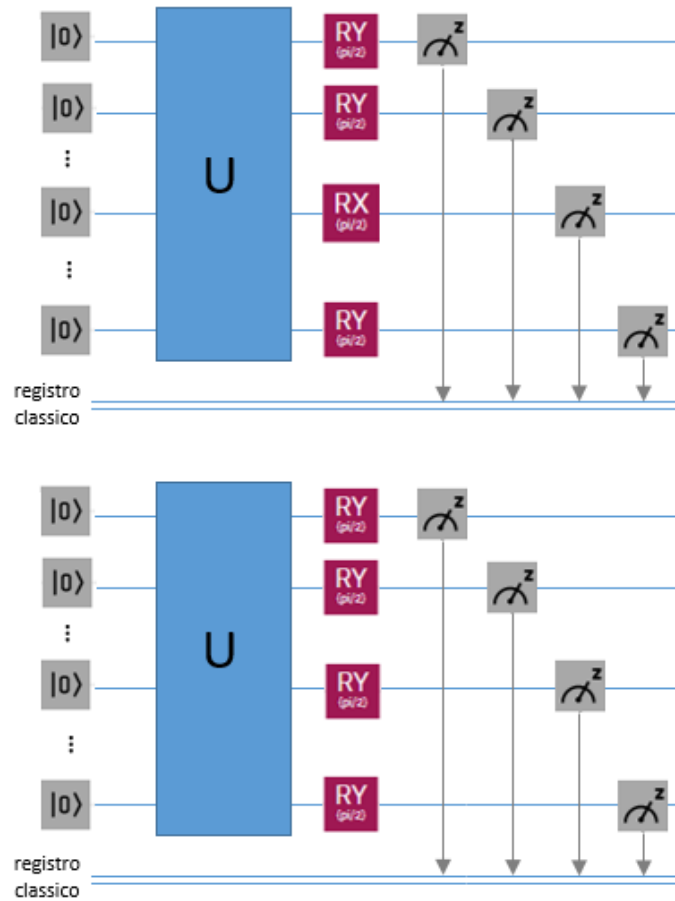 |0⟩ RY (pi/2) z
|0⟩ RY (pi/2) z
⋮
U
|0⟩ RX (pi/2) z
⋮
|0⟩ RY (pi/2) z
registro
classico
|0⟩ RY (pi/2) z
|0⟩ RY (pi/2) z
⋮
U
|0⟩ RY (pi/2) z
⋮
|0⟩ RY (pi/2) z
registro
classico